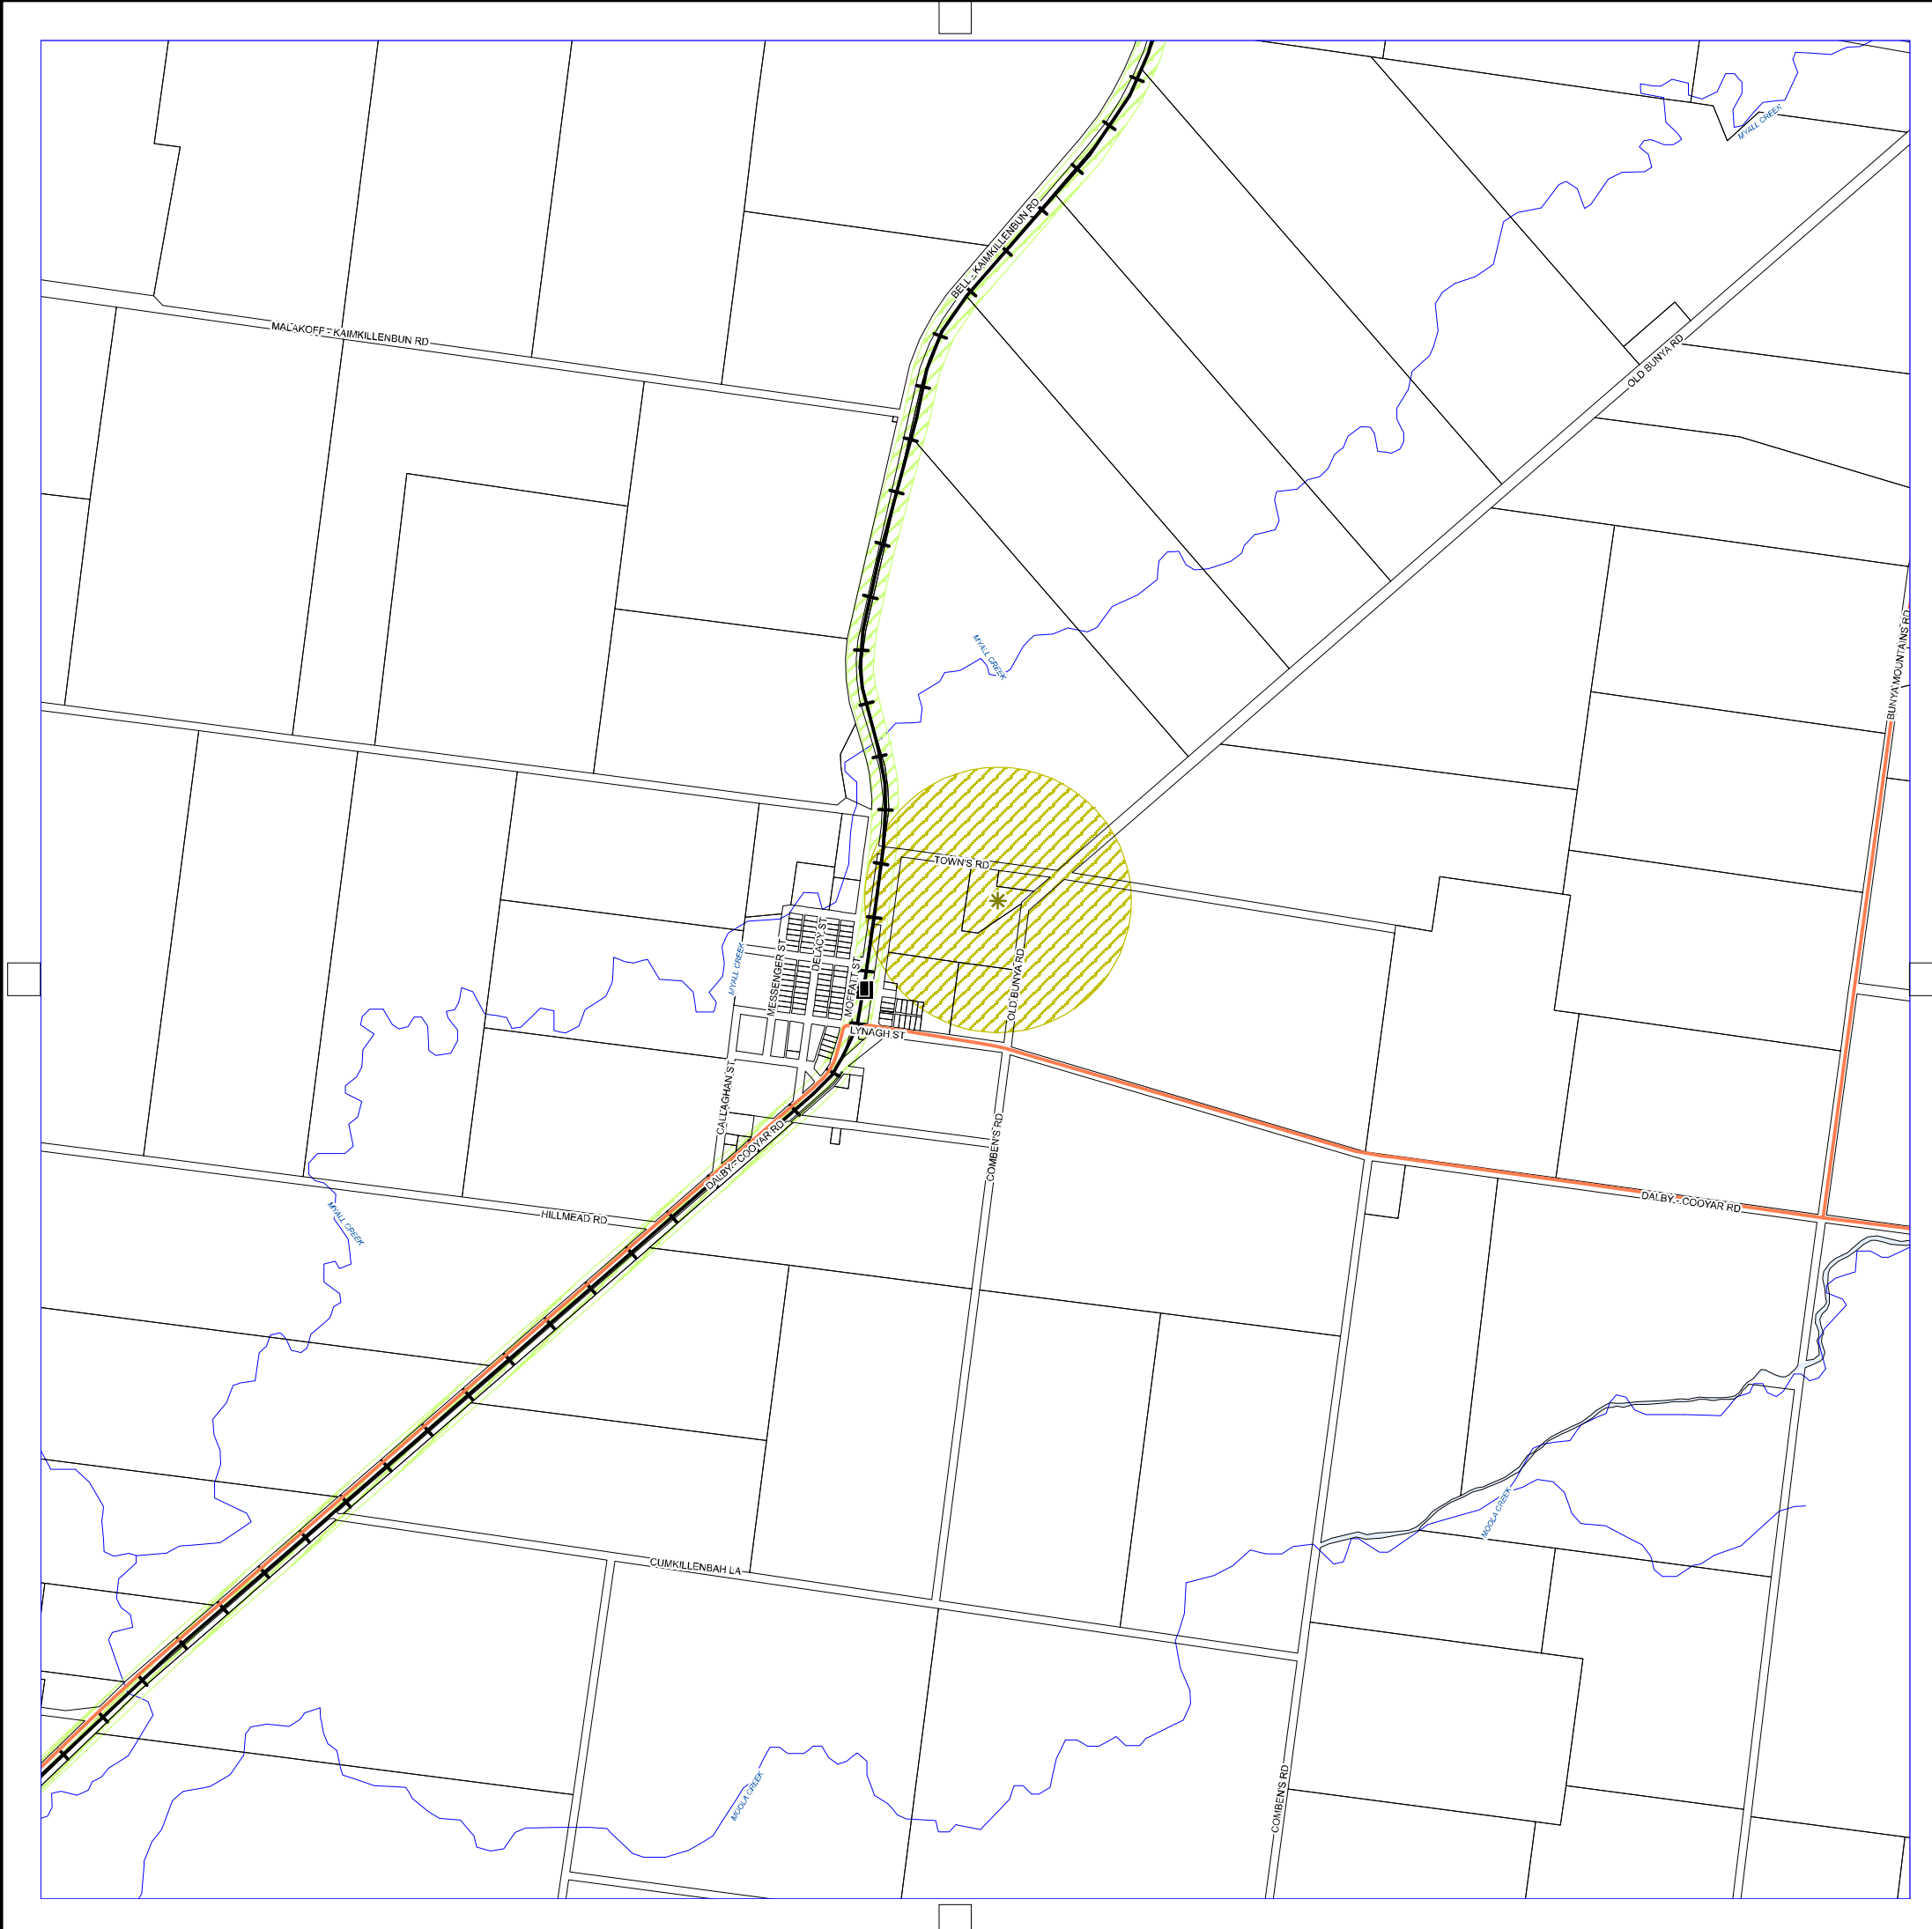 MYALL CREEK
BELL - KAIMKILLENBUN RD
MALAKOFF - KAIMKILLENBUN RD
OLD BUNYA RD
MYALL CREEK
BUNYA MOUNTAINS RD
TOWN'S RD
DELACY ST
MESSENGER ST
MYALL CREEK
MOFFATT ST
OLD BUNYA RD
LYNAGH ST
CALLAGHAN ST
COMBEN'S RD
DALBY - COOYAR RD
DALBY - COOYAR RD
HILLMEAD RD
MYALL CREEK
MOOLA CREEK
CUMKILLENBAH LA
MOOLA CREEK
COMBEN'S RD